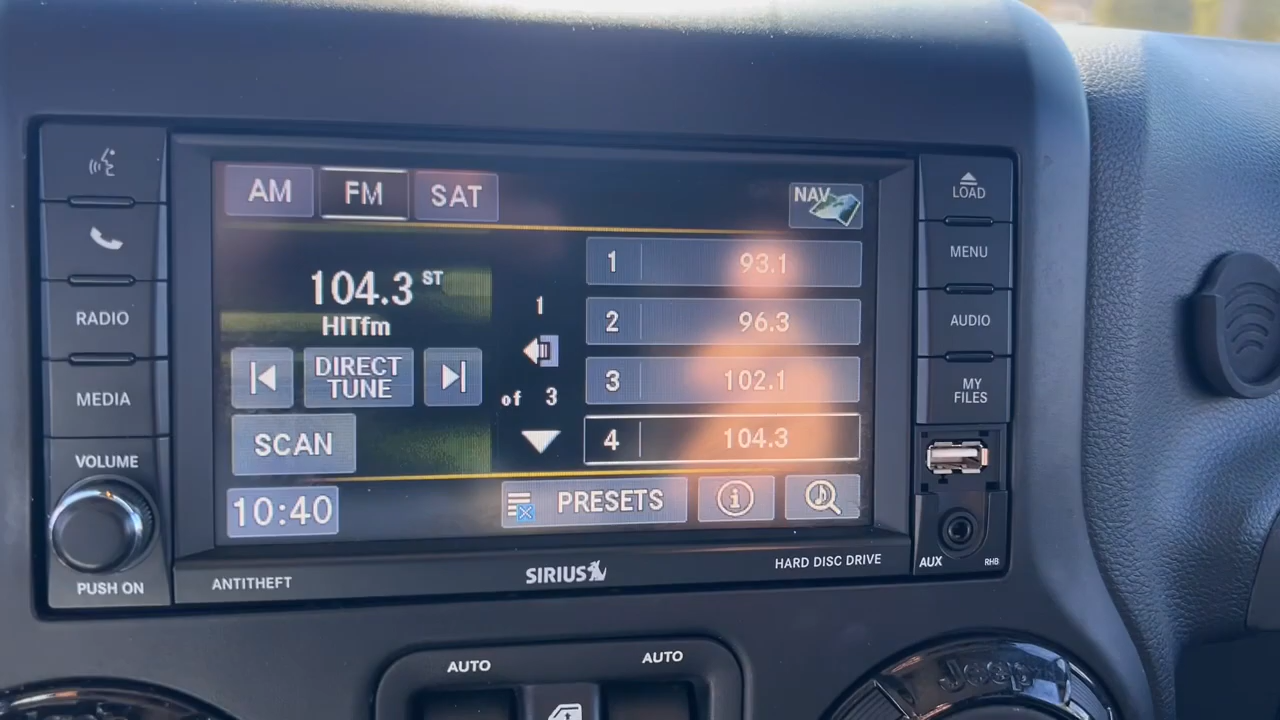 AM FM SAT
NAV
LOAD
MENU
RADIO
AUDIO
MEDIA
MY
FILES
104.3 ST
HITfm
DIRECT
TUNE
SCAN
1
of 3
1 93.1
2 96.3
3 102.1
4 104.3
10:40
PRESETS
i
VOLUME
PUSH ON
ANTITHEFT
SIRIUS
HARD DISC DRIVE
AUX
RHB
AUTO
AUTO
Jeep